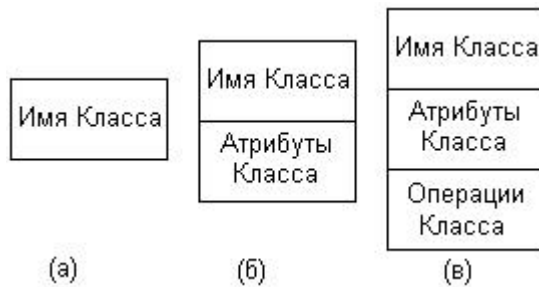 Имя Класса
(а)
Имя Класса
Атрибуты
Класса
(б)
Имя Класса
Атрибуты
Класса
Операции
Класса
(в)